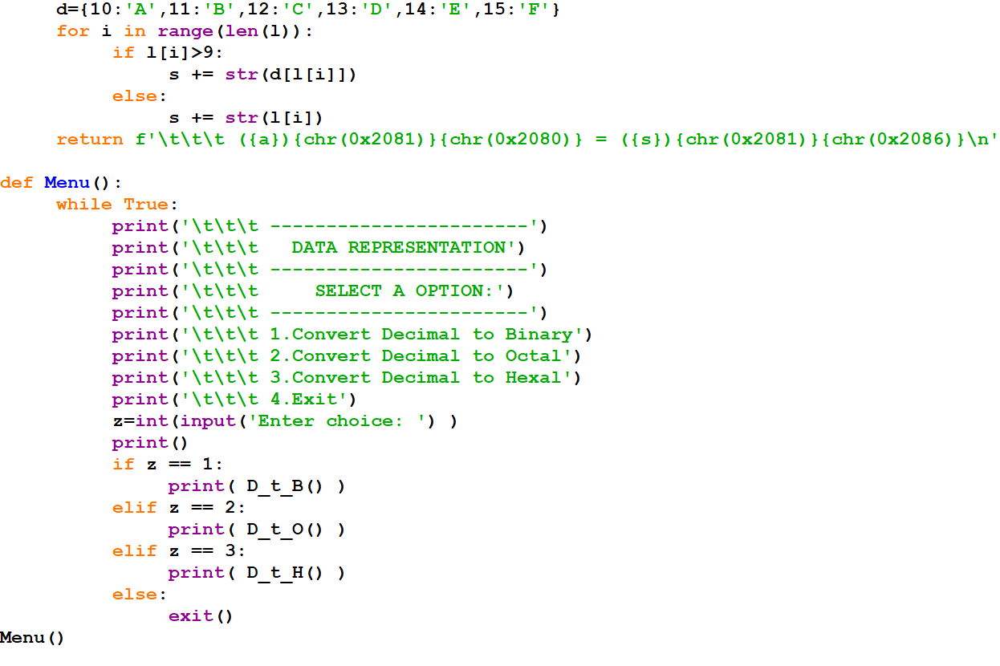 d={10:'A',11:'B',12:'C',13:'D',14:'E',15:'F'}
     for i in range(len(l)):
          if l[i]>9:
               s += str(d[l[i]])
          else:
               s += str(l[i])
     return f'\t\t\t ({a}){chr(0x2081)}{chr(0x2080)} = ({s}){chr(0x2081)}{chr(0x2086)}\n'

def Menu():
     while True:
          print('\t\t\t -----------------------')
          print('\t\t\t   DATA REPRESENTATION')
          print('\t\t\t -----------------------')
          print('\t\t\t     SELECT A OPTION:')
          print('\t\t\t -----------------------')
          print('\t\t\t 1.Convert Decimal to Binary')
          print('\t\t\t 2.Convert Decimal to Octal')
          print('\t\t\t 3.Convert Decimal to Hexal')
          print('\t\t\t 4.Exit')
          z=int(input('Enter choice: ') )
          print()
          if z == 1:
               print( D_t_B() )
          elif z == 2:
               print( D_t_O() )
          elif z == 3:
               print( D_t_H() )
          else:
               exit()
Menu()